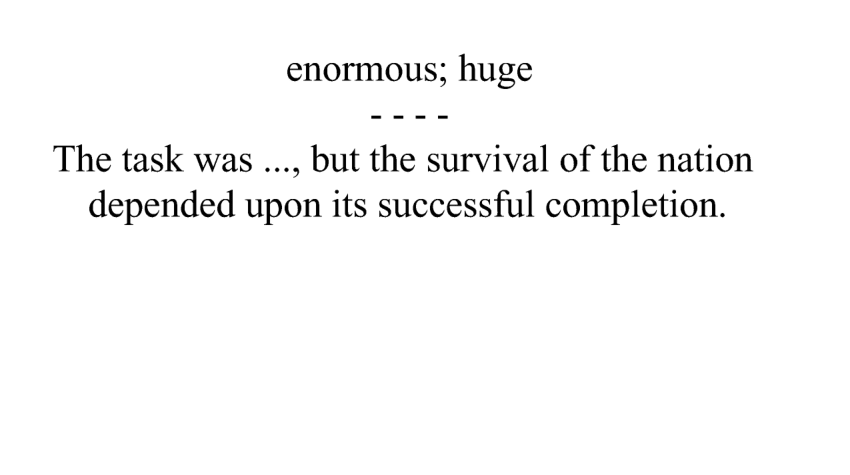 enormous; huge
- - - -
The task was ..., but the survival of the nation
depended upon its successful completion.